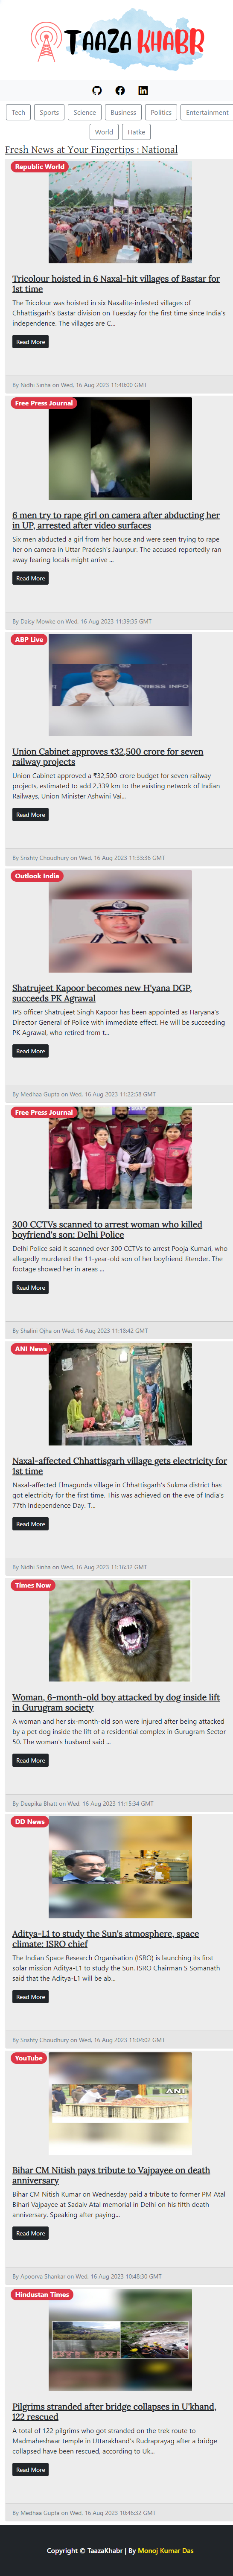 TAAZA KHABR
Tech Sports Science Business Politics Entertainment
World Hatke
Fresh News at Your Fingertips : National
Republic World
Tricolour hoisted in 6 Naxal-hit villages of Bastar for
1st time
The Tricolour was hoisted in six Naxalite-infested villages of
Chhattisgarh's Bastar division on Tuesday for the first time since India's
independence. The villages are C...
Read More
By Nidhi Sinha on Wed, 16 Aug 2023 11:40:00 GMT
Free Press Journal
6 men try to rape girl on camera after abducting her
in UP, arrested after video surfaces
Six men abducted a girl from her house and were seen trying to rape
her on camera in Uttar Pradesh's Jaunpur. The accused reportedly ran
away fearing locals might arrive ...
Read More
By Daisy Mowke on Wed, 16 Aug 2023 11:39:35 GMT
ABP Live
PRESS INFO
Union Cabinet approves ₹32,500 crore for seven
railway projects
Union Cabinet approved a ₹32,500-crore budget for seven railway
projects, estimated to add 2,339 km to the existing network of Indian
Railways, Union Minister Ashwini Vai...
Read More
By Srishty Choudhury on Wed, 16 Aug 2023 11:33:36 GMT
Outlook India
Shatrujeet Kapoor becomes new H'yana DGP,
succeeds PK Agrawal
IPS officer Shatrujeet Singh Kapoor has been appointed as Haryana's
Director General of Police with immediate effect. He will be succeeding
PK Agrawal, who retired from t...
Read More
By Medhaa Gupta on Wed, 16 Aug 2023 11:22:58 GMT
Free Press Journal
300 CCTVs scanned to arrest woman who killed
boyfriend's son: Delhi Police
Delhi Police said it scanned over 300 CCTVs to arrest Pooja Kumari, who
allegedly murdered the 11-year-old son of her boyfriend Jitender. The
footage showed her in areas ...
Read More
By Shalini Ojha on Wed, 16 Aug 2023 11:18:42 GMT
ANI News
Naxal-affected Chhattisgarh village gets electricity for
1st time
Naxal-affected Elmagunda village in Chhattisgarh's Sukma district has
got electricity for the first time. This was achieved on the eve of India's
77th Independence Day. T...
Read More
By Nidhi Sinha on Wed, 16 Aug 2023 11:16:32 GMT
Times Now
Woman, 6-month-old boy attacked by dog inside lift
in Gurugram society
A woman and her six-month-old son were injured after being attacked
by a pet dog inside the lift of a residential complex in Gurugram Sector
50. The woman's husband said ...
Read More
By Deepika Bhatt on Wed, 16 Aug 2023 11:15:34 GMT
DD News
Aditya-L1 to study the Sun's atmosphere, space
climate: ISRO chief
The Indian Space Research Organisation (ISRO) is launching its first
solar mission Aditya-L1 to study the Sun. ISRO Chairman S Somanath
said that the Aditya-L1 will be ab...
Read More
By Srishty Choudhury on Wed, 16 Aug 2023 11:04:02 GMT
YouTube
ANI
Bihar CM Nitish pays tribute to Vajpayee on death
anniversary
Bihar CM Nitish Kumar on Wednesday paid a tribute to former PM Atal
Bihari Vajpayee at Sadaiv Atal memorial in Delhi on his fifth death
anniversary. Speaking after paying...
Read More
By Apoorva Shankar on Wed, 16 Aug 2023 10:48:30 GMT
Hindustan Times
Pilgrims stranded after bridge collapses in U'khand,
122 rescued
A total of 122 pilgrims who got stranded on the trek route to
Madmaheshwar temple in Uttarakhand's Rudraprayag after a bridge
collapsed have been rescued, according to Uk...
Read More
By Medhaa Gupta on Wed, 16 Aug 2023 10:46:32 GMT
Copyright © TaazaKhabr | By Monoj Kumar Das